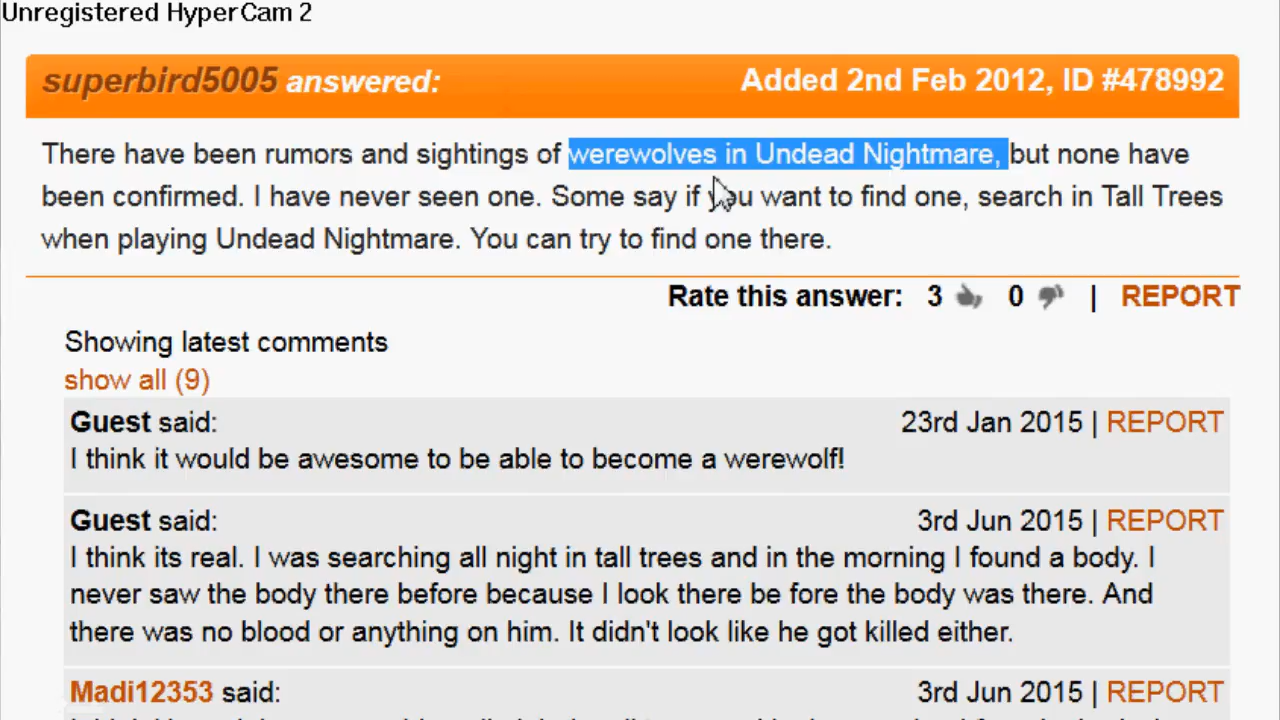 Unregistered HyperCam 2
superbird5005 answered: Added 2nd Feb 2012, ID #478992
There have been rumors and sightings of werewolves in Undead Nightmare, but none have
been confirmed. I have never seen one. Some say if you want to find one, search in Tall Trees
when playing Undead Nightmare. You can try to find one there.
Rate this answer: 3 0 | REPORT
Showing latest comments
show all (9)
Guest said: 23rd Jan 2015 | REPORT
I think it would be awesome to be able to become a werewolf!
Guest said: 3rd Jun 2015 | REPORT
I think its real. I was searching all night in tall trees and in the morning I found a body. I
never saw the body there before because I look there be fore the body was there. And
there was no blood or anything on him. It didn't look like he got killed either.
Madi12353 said: 3rd Jun 2015 | REPORT